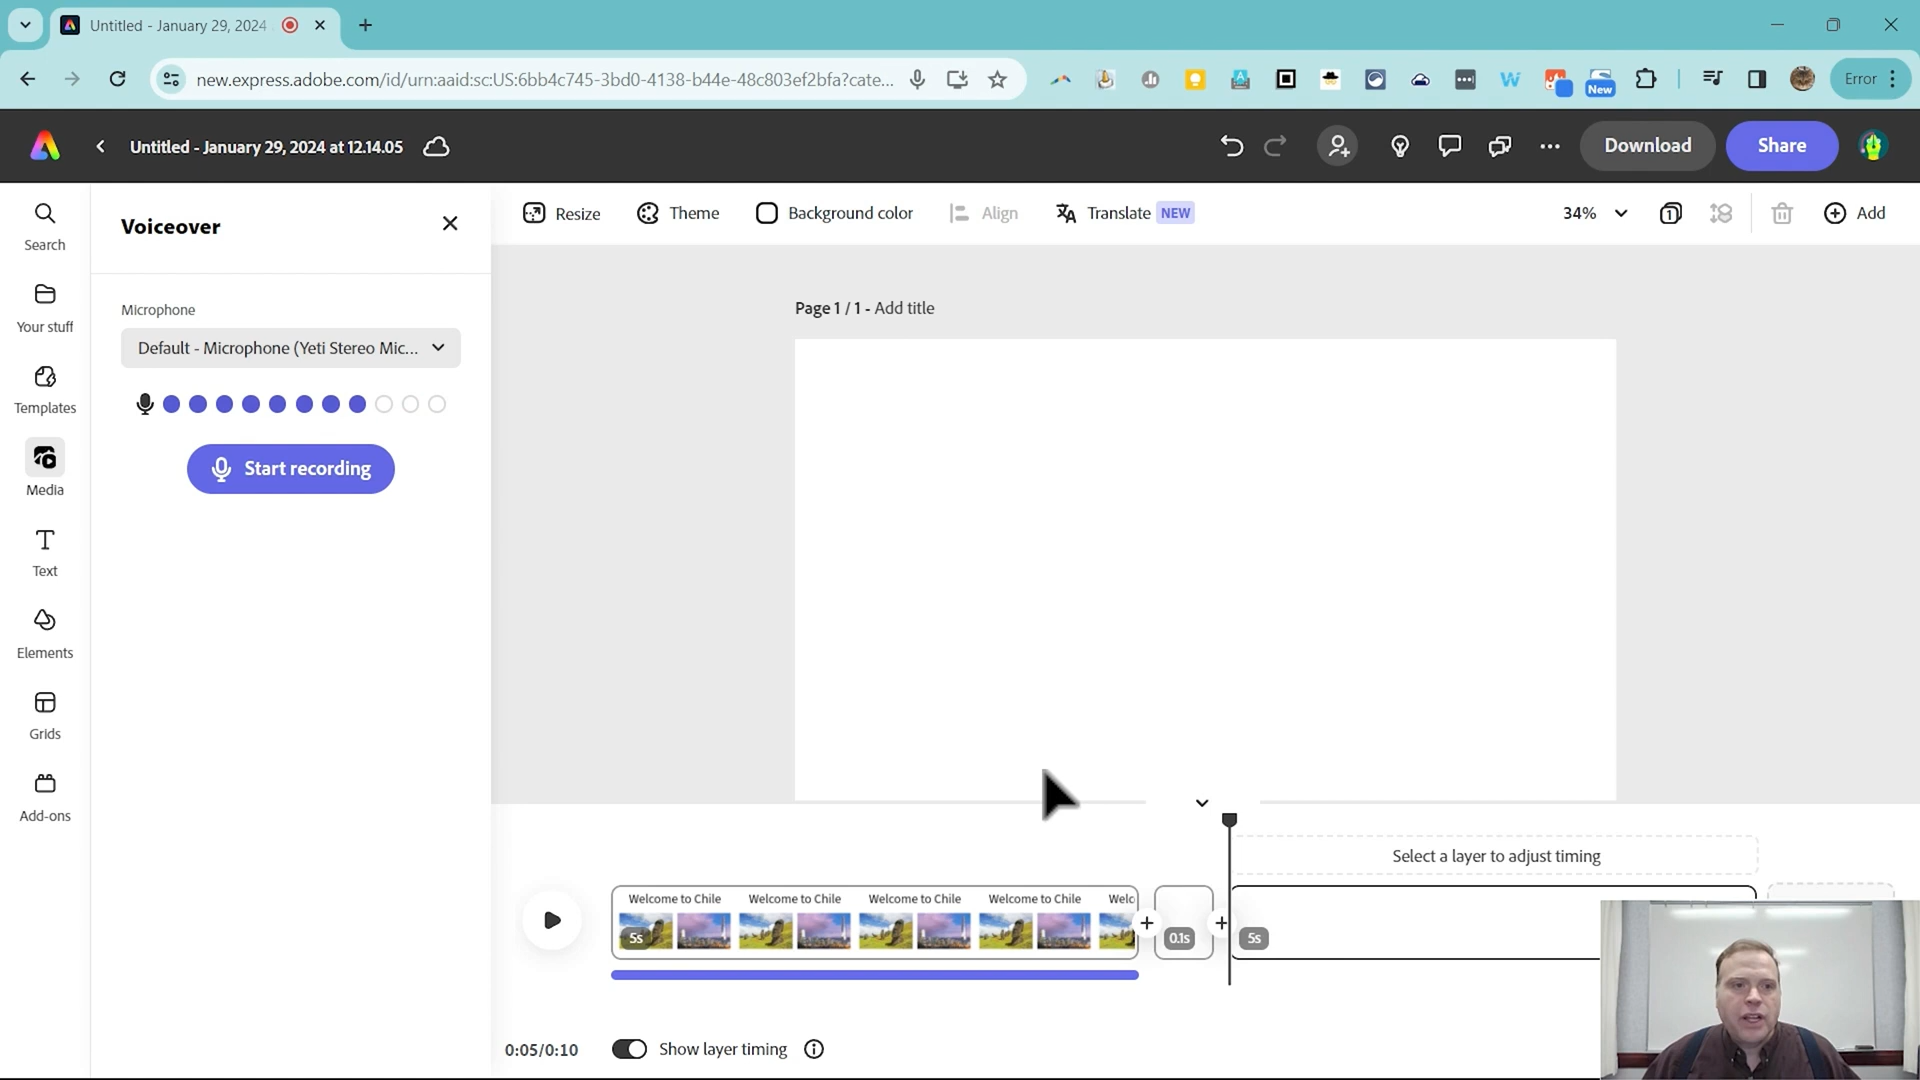 Untitled - January 29, 2024
new.express.adobe.com/id/urn:aaid:sc:US:6bb4c745-3bd0-4138-b44e-48c803ef2bfa?cate...
New
Error
Untitled - January 29, 2024 at 12.14.05
Download
Share
Search
Your stuff
Templates
Media
Text
Elements
Grids
Add-ons
Voiceover
Microphone
Default - Microphone (Yeti Stereo Mic...
Start recording
Resize
Theme
Background color
Align
Translate NEW
34%
1
Add
Page 1 / 1 - Add title
Select a layer to adjust timing
Welcome to Chile Welcome to Chile Welcome to Chile Welcome to Chile Welc
5s
0.1s
5s
0:05/0:10
Show layer timing